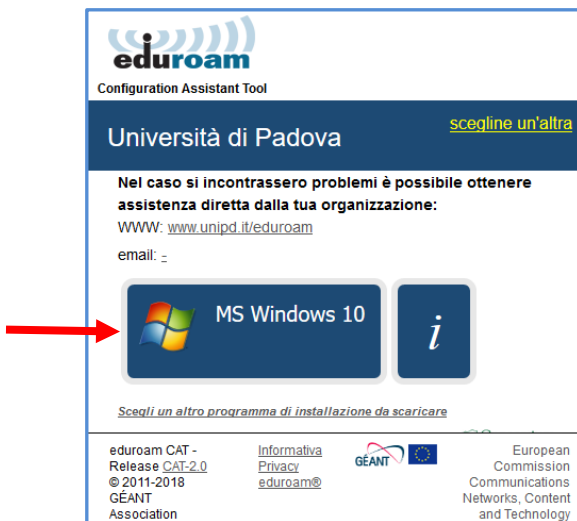 eduroam
Configuration Assistant Tool
Università di Padova
scegline un'altra
Nel caso si incontrassero problemi è possibile ottenere
assistenza diretta dalla tua organizzazione:
WWW: www.unipd.it/eduroam
email: -
MS Windows 10
i
Scegli un altro programma di installazione da scaricare
eduroam CAT -
Release CAT-2.0
© 2011-2018
GÉANT
Association
Informativa
Privacy
eduroam®
GÉANT
European
Commission
Communications
Networks, Content
and Technology